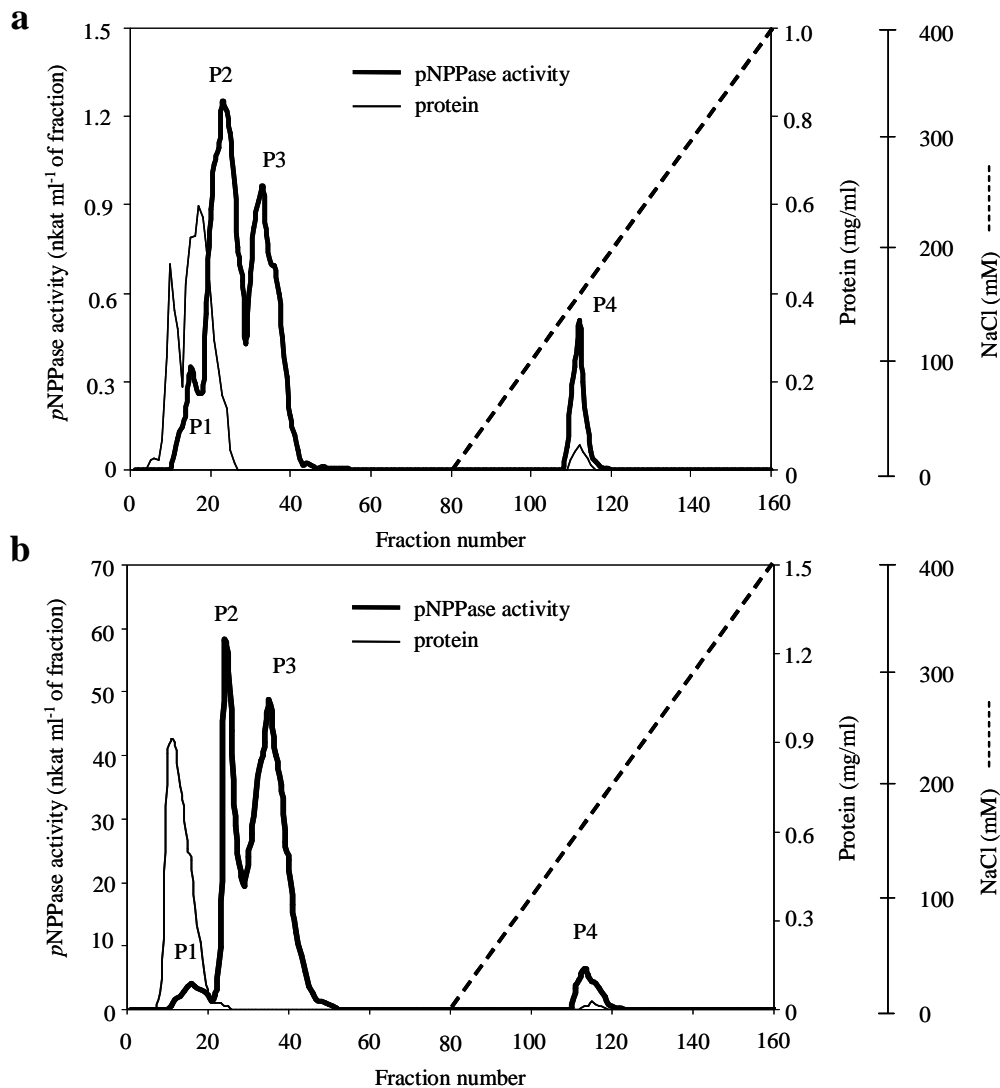 a
pNPPase activity (nkat ml-1 of fraction)
1.5
1.2
0.9
0.6
0.3
0
P1
P2
P3
P4
pNPPase activity
protein
1.0
0.8
0.6
0.4
0.2
0
Protein (mg/ml)
400
300
200
100
0
NaCl (mM)
0 20 40 60 80 100 120 140 160
Fraction number
b
pNPPase activity (nkat ml-1 of fraction)
70
60
50
40
30
20
10
0
P1
P2
P3
P4
pNPPase activity
protein
1.5
1.2
0.9
0.6
0.3
0
Protein (mg/ml)
400
300
200
100
0
NaCl (mM)
0 20 40 60 80 100 120 140 160
Fraction number